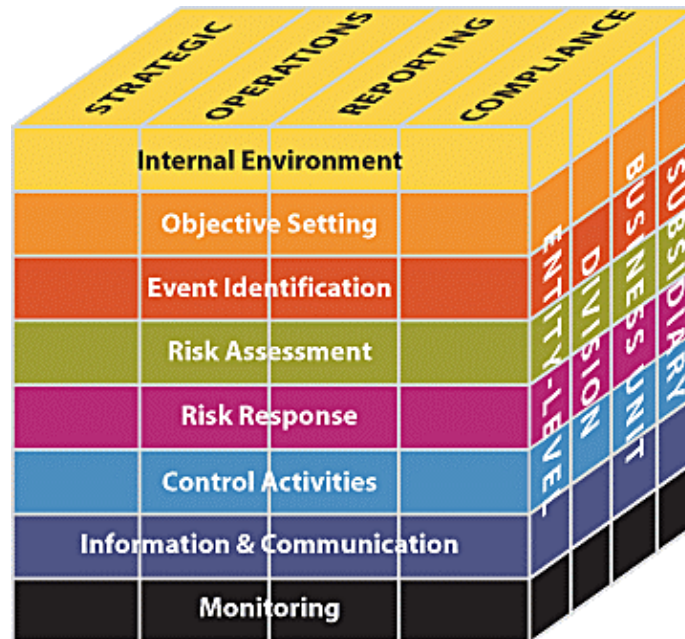 STRATEGIC
OPERATIONS
REPORTING
COMPLIANCE
Internal Environment
Objective Setting
Event Identification
Risk Assessment
Risk Response
Control Activities
Information & Communication
Monitoring
ENTITY-LEVEL
DIVISION
BUSINESS UNIT
SUBSIDIARY